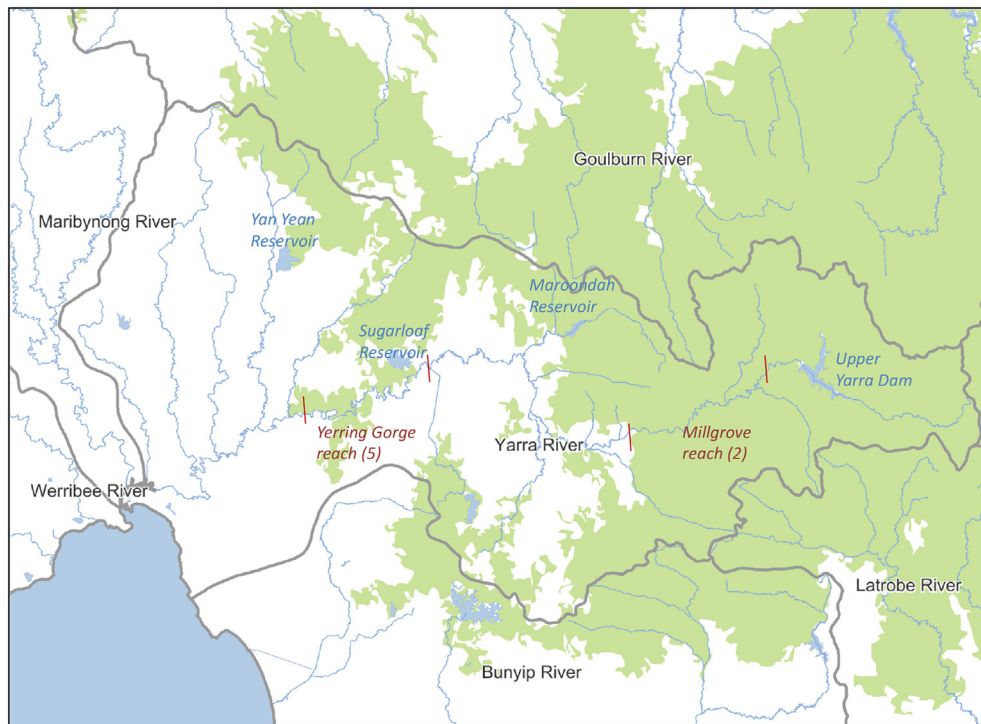 Goulburn River
Maribynong River
Yan Yean
Reservoir
Maroondah
Reservoir
Sugarloaf
Reservoir
Upper
Yarra Dam
Yerring Gorge
reach (5)
Yarra River
Millgrove
reach (2)
Werribee River
Latrobe River
Bunyip River